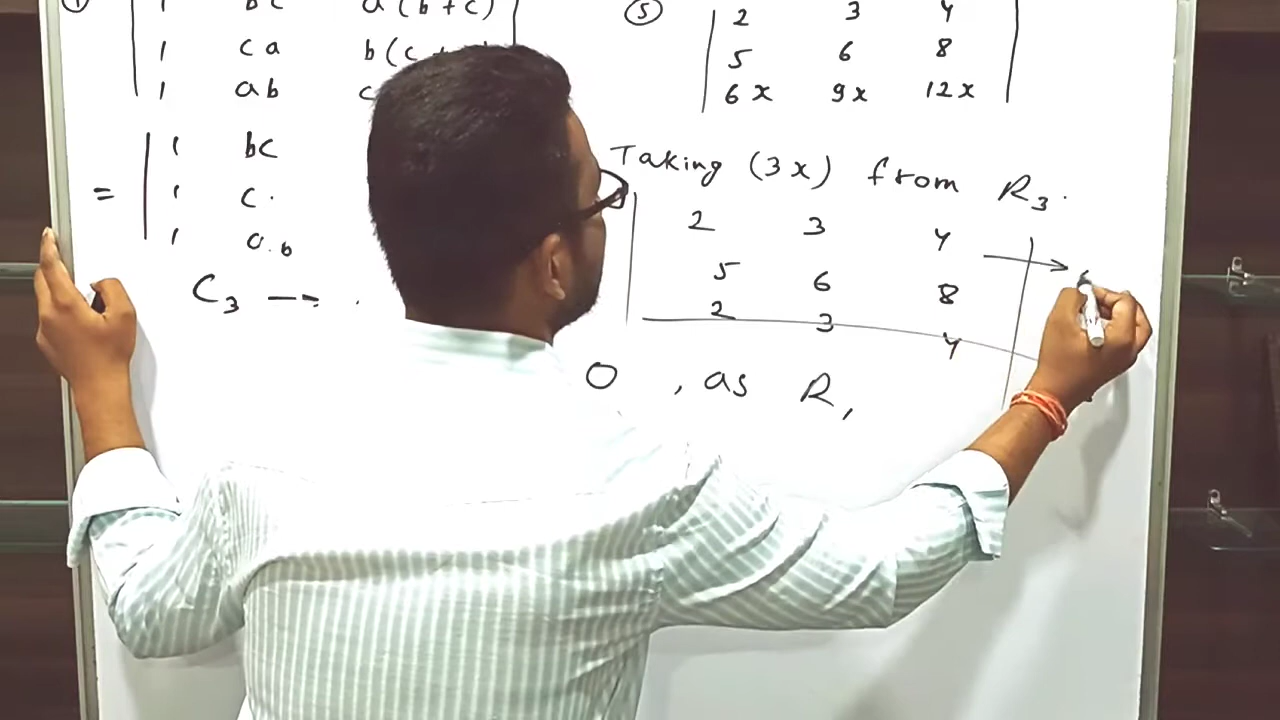 1 bc a(b+c)
1 ca b(c
1 ab c
= 1 bc
1 c.
1 a.b
C3 →
5 2 3 4
5 6 8
6x 9x 12x
Taking (3x) from R3.
2 3 4 →
5 6 8
2 3 4
0 , as R1